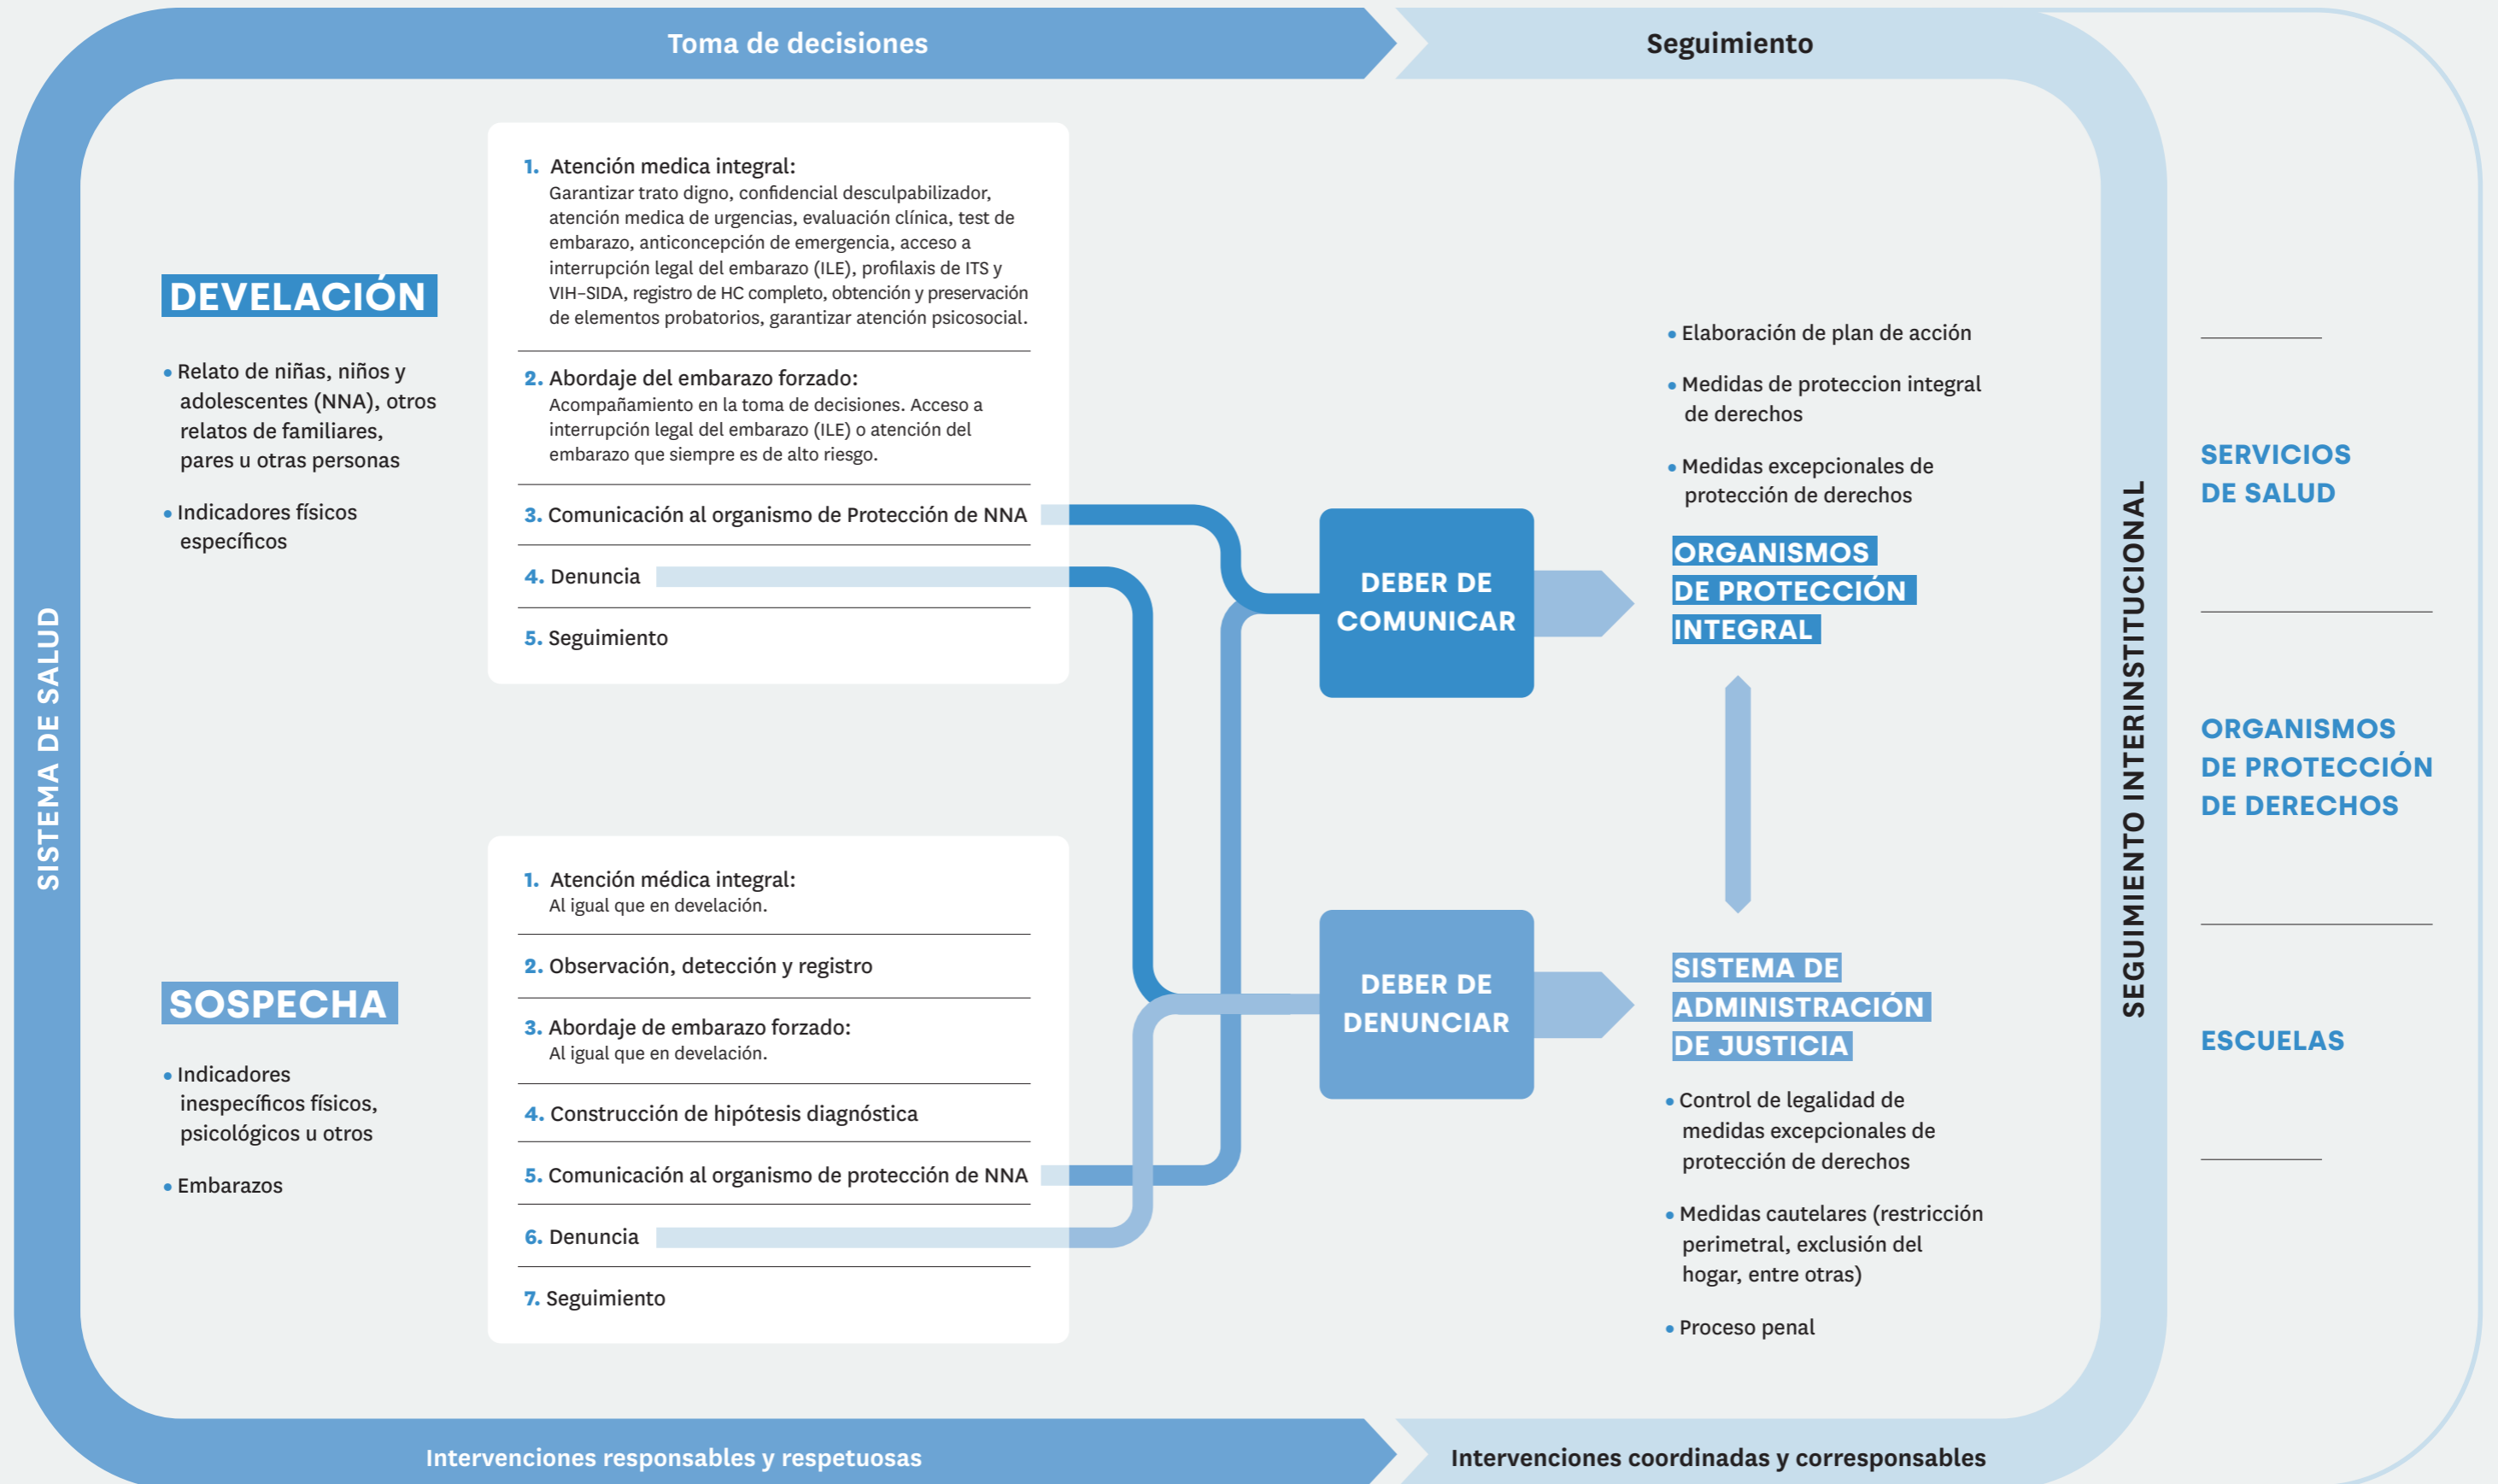 Toma de decisiones
Seguimiento
SISTEMA DE SALUD
DEVELACIÓN
• Relato de niñas, niños y
adolescentes (NNA), otros
relatos de familiares,
pares u otras personas
• Indicadores físicos
específicos
1. Atención medica integral:
Garantizar trato digno, confidencial desculpabilizador,
atención medica de urgencias, evaluación clínica, test de
embarazo, anticoncepción de emergencia, acceso a
interrupción legal del embarazo (ILE), profilaxis de ITS y
VIH–SIDA, registro de HC completo, obtención y preservación
de elementos probatorios, garantizar atención psicosocial.
2. Abordaje del embarazo forzado:
Acompañamiento en la toma de decisiones. Acceso a
interrupción legal del embarazo (ILE) o atención del
embarazo que siempre es de alto riesgo.
3. Comunicación al organismo de Protección de NNA
4. Denuncia
5. Seguimiento
SOSPECHA
• Indicadores
inespecíficos físicos,
psicológicos u otros
• Embarazos
1. Atención médica integral:
Al igual que en develación.
2. Observación, detección y registro
3. Abordaje de embarazo forzado:
Al igual que en develación.
4. Construcción de hipótesis diagnóstica
5. Comunicación al organismo de protección de NNA
6. Denuncia
7. Seguimiento
DEBER DE
COMUNICAR
DEBER DE
DENUNCIAR
• Elaboración de plan de acción
• Medidas de proteccion integral
de derechos
• Medidas excepcionales de
protección de derechos
ORGANISMOS
DE PROTECCIÓN
INTEGRAL
SISTEMA DE
ADMINISTRACIÓN
DE JUSTICIA
• Control de legalidad de
medidas excepcionales de
protección de derechos
• Medidas cautelares (restricción
perimetral, exclusión del
hogar, entre otras)
• Proceso penal
SEGUIMIENTO INTERINSTITUCIONAL
SERVICIOS
DE SALUD
ORGANISMOS
DE PROTECCIÓN
DE DERECHOS
ESCUELAS
Intervenciones responsables y respetuosas
Intervenciones coordinadas y corresponsables